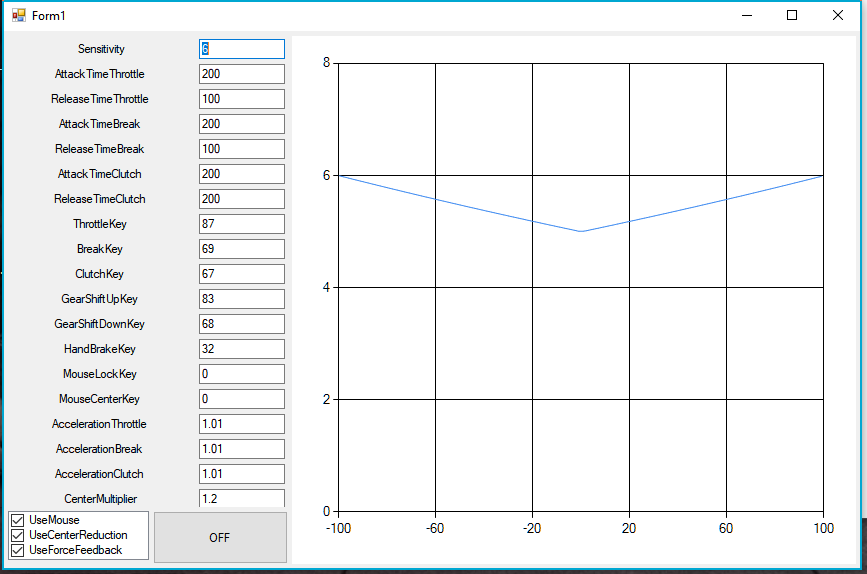 Form1
Sensitivity 6
AttackTimeThrottle 200
ReleaseTimeThrottle 100
AttackTimeBreak 200
ReleaseTimeBreak 100
AttackTimeClutch 200
ReleaseTimeClutch 200
ThrottleKey 87
BreakKey 69
ClutchKey 67
GearShiftUpKey 83
GearShiftDownKey 68
HandBrakeKey 32
MouseLockKey 0
MouseCenterKey 0
AccelerationThrottle 1.01
AccelerationBreak 1.01
AccelerationClutch 1.01
CenterMultiplier 1.2
UseMouse
UseCenterReduction
UseForceFeedback
OFF
8
6
4
2
0
-100 -60 -20 20 60 100